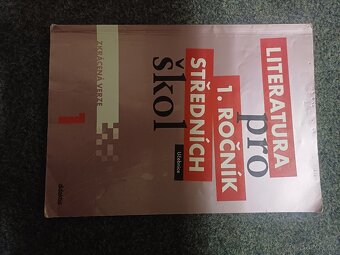 LITERATURA
pro
1. ROČNÍK
STŘEDNÍCH
škol
Učebnice
ZKRÁCENÁ VERZE
1
didaktis